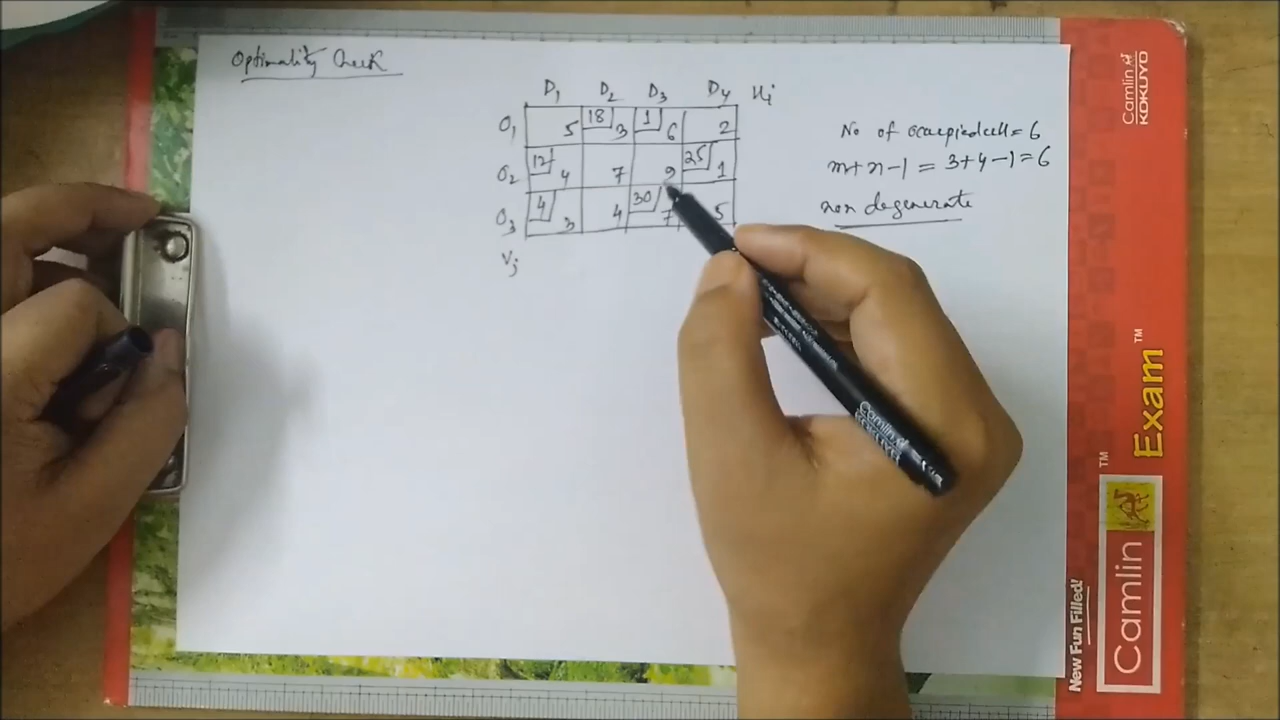 Optimality Check
D1 D2 D3 D4 Ui
O1 5 18 3 1 6 2
O2 12 4 7 9 25 1
O3 4 3 4 30 7 5
Vj
No of occupied cell = 6
m+n-1 = 3+4-1 = 6
non degenerate
Camlin
KOKUYO
Exam™
Camlin™
New Fun Filled!
Camlin